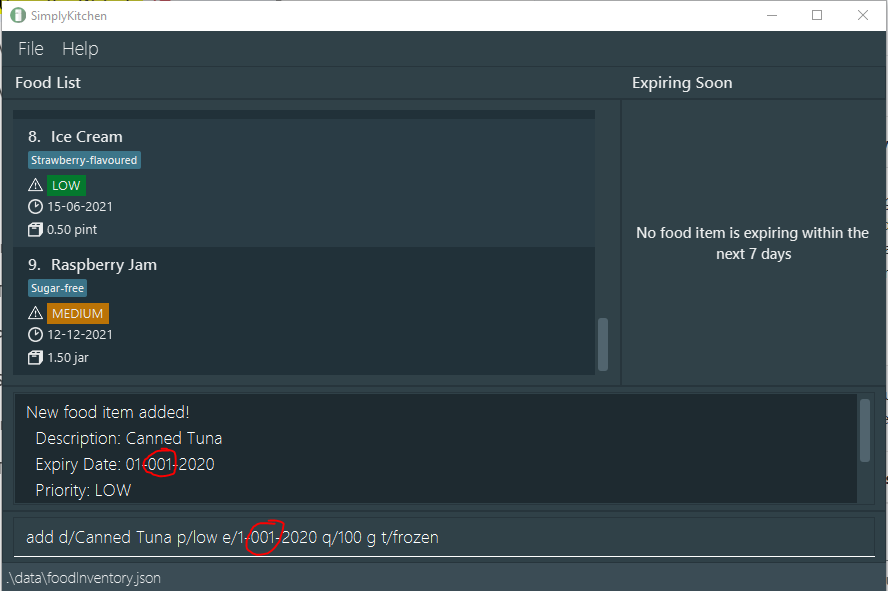 SimplyKitchen
File Help
Food List
Expiring Soon
8. Ice Cream
Strawberry-flavoured
LOW
15-06-2021
0.50 pint
9. Raspberry Jam
Sugar-free
MEDIUM
12-12-2021
1.50 jar
No food item is expiring within the
next 7 days
New food item added!
Description: Canned Tuna
Expiry Date: 01-001-2020
Priority: LOW
add d/Canned Tuna p/low e/1-001-2020 q/100 g t/frozen
.\data\foodInventory.json